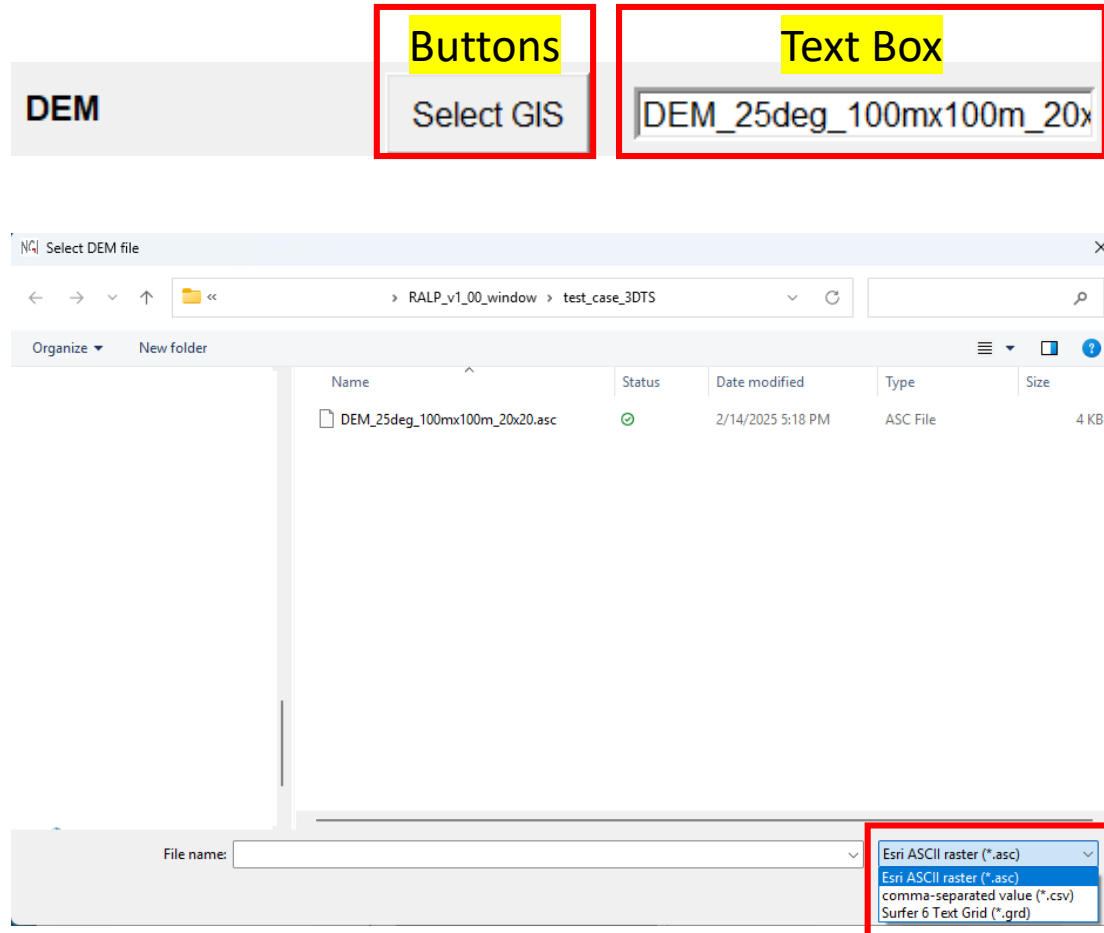 Buttons
Text Box
DEM
Select GIS
DEM_25deg_100mx100m_20x
NGI Select DEM file
« > RALP_v1_00_window > test_case_3DTS
Organize New folder
Name Status Date modified Type Size
DEM_25deg_100mx100m_20x20.asc 2/14/2025 5:18 PM ASC File 4 KB
File name: Esri ASCII raster (*.asc)
Esri ASCII raster (*.asc)
comma-separated value (*.csv)
Surfer 6 Text Grid (*.grd)